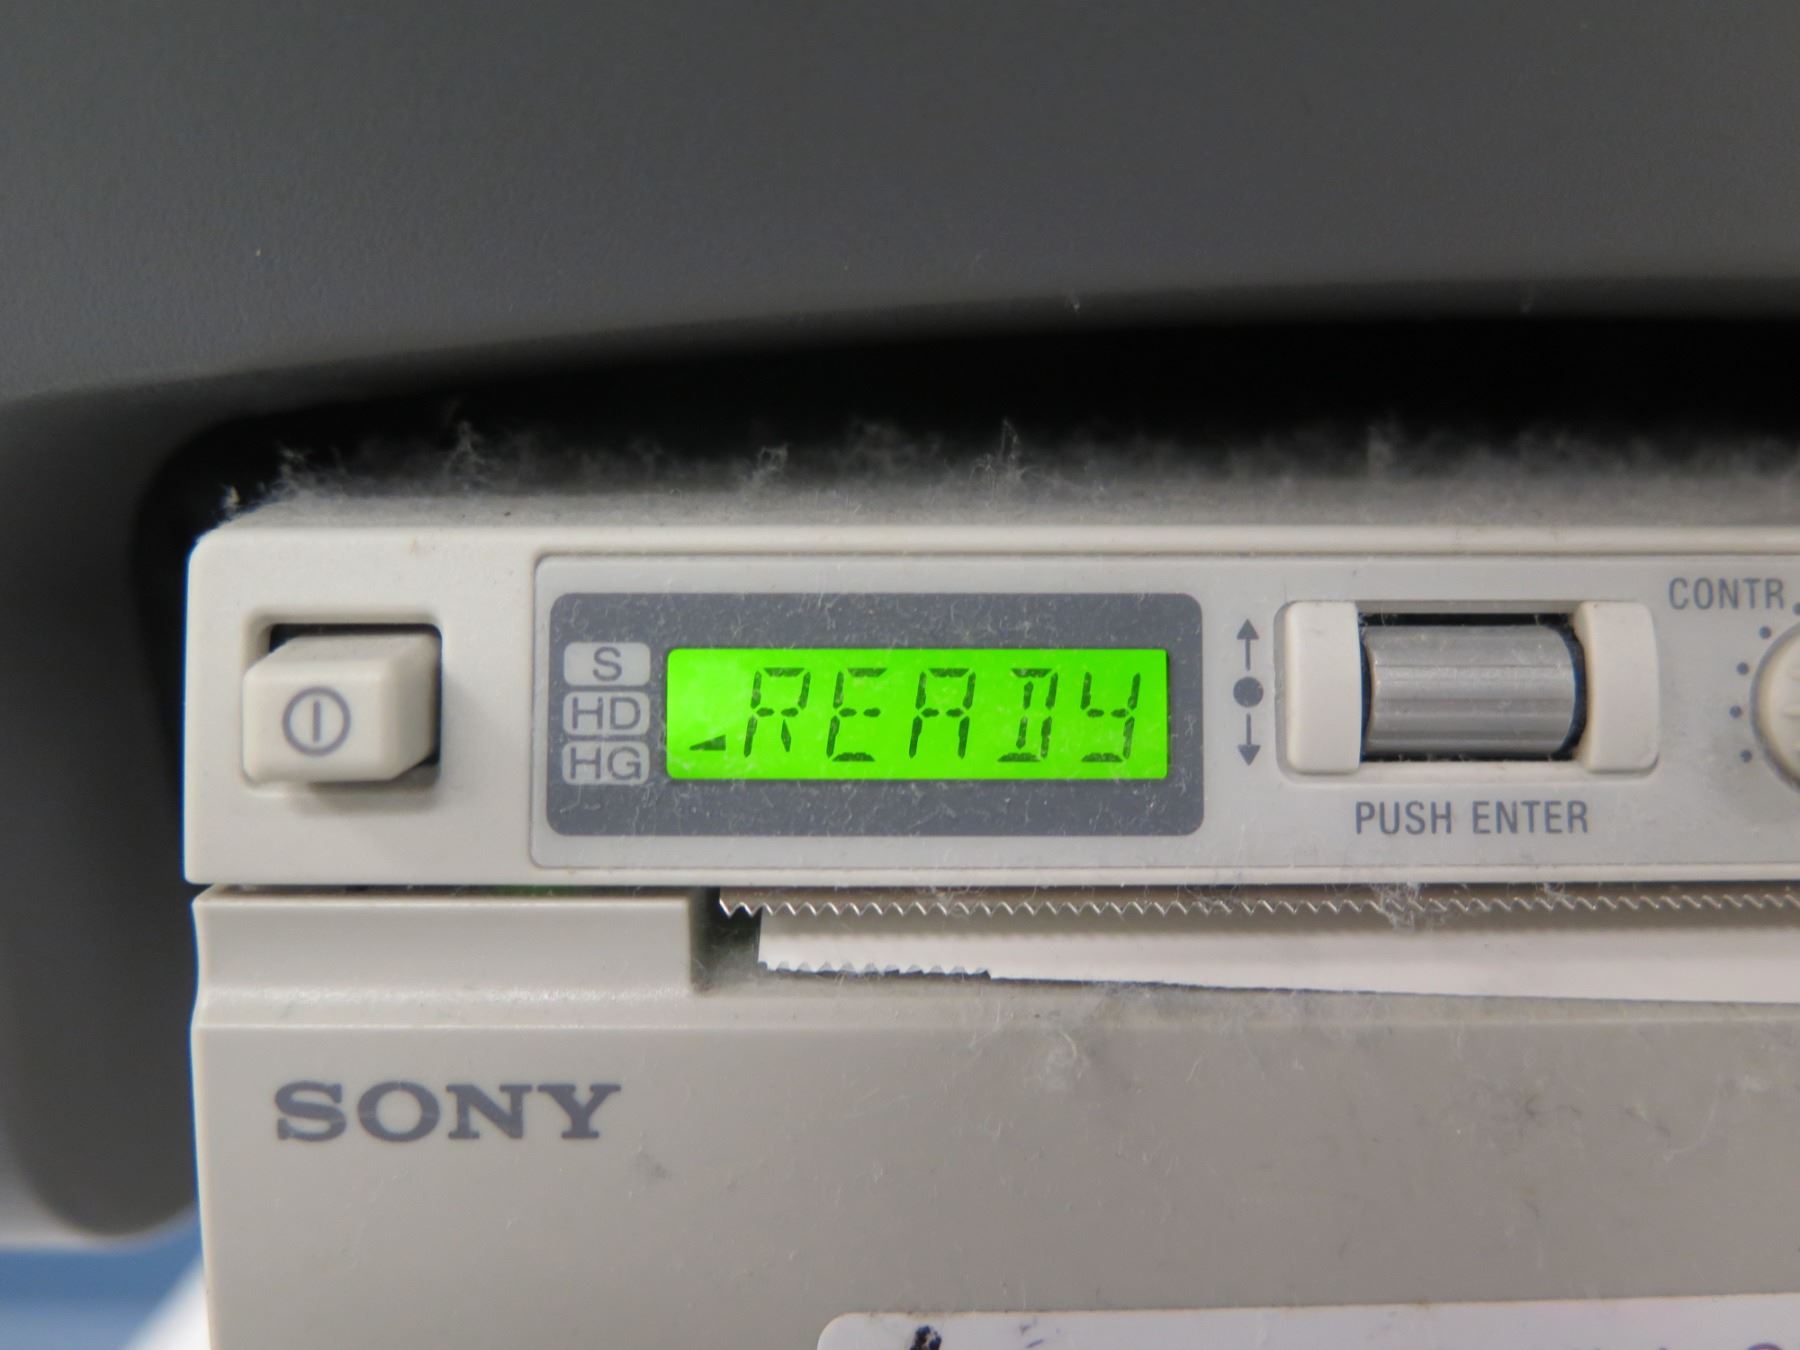 CONTR
S
HD
HG
READY
PUSH ENTER
SONY